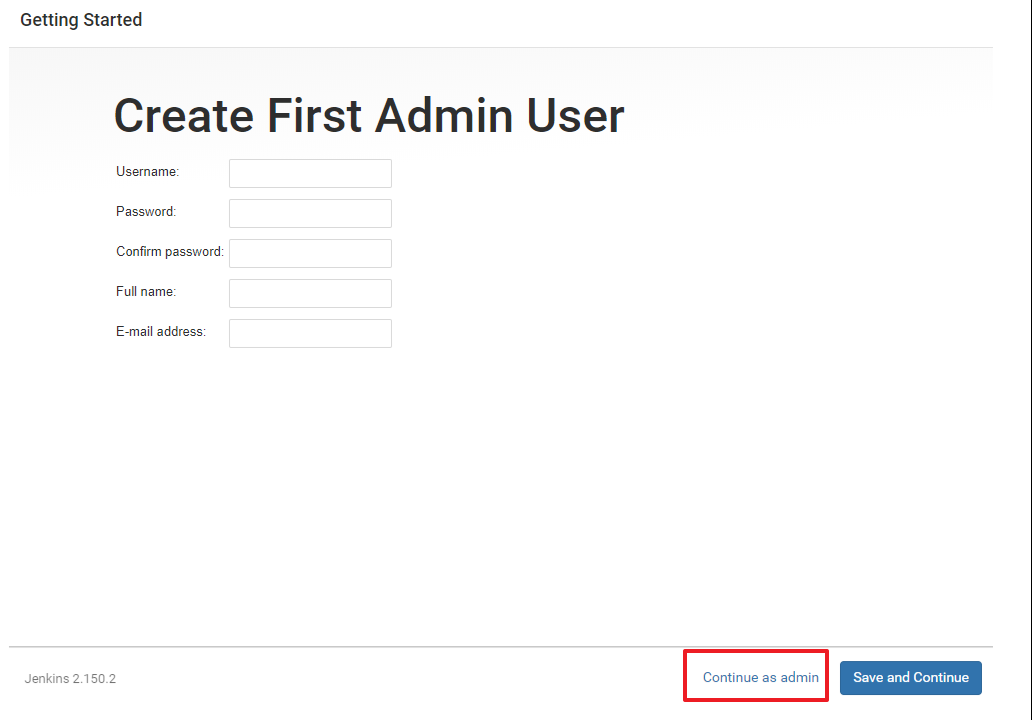 Getting Started
Create First Admin User
Username:
Password:
Confirm password:
Full name:
E-mail address:
Jenkins 2.150.2
Continue as admin
Save and Continue